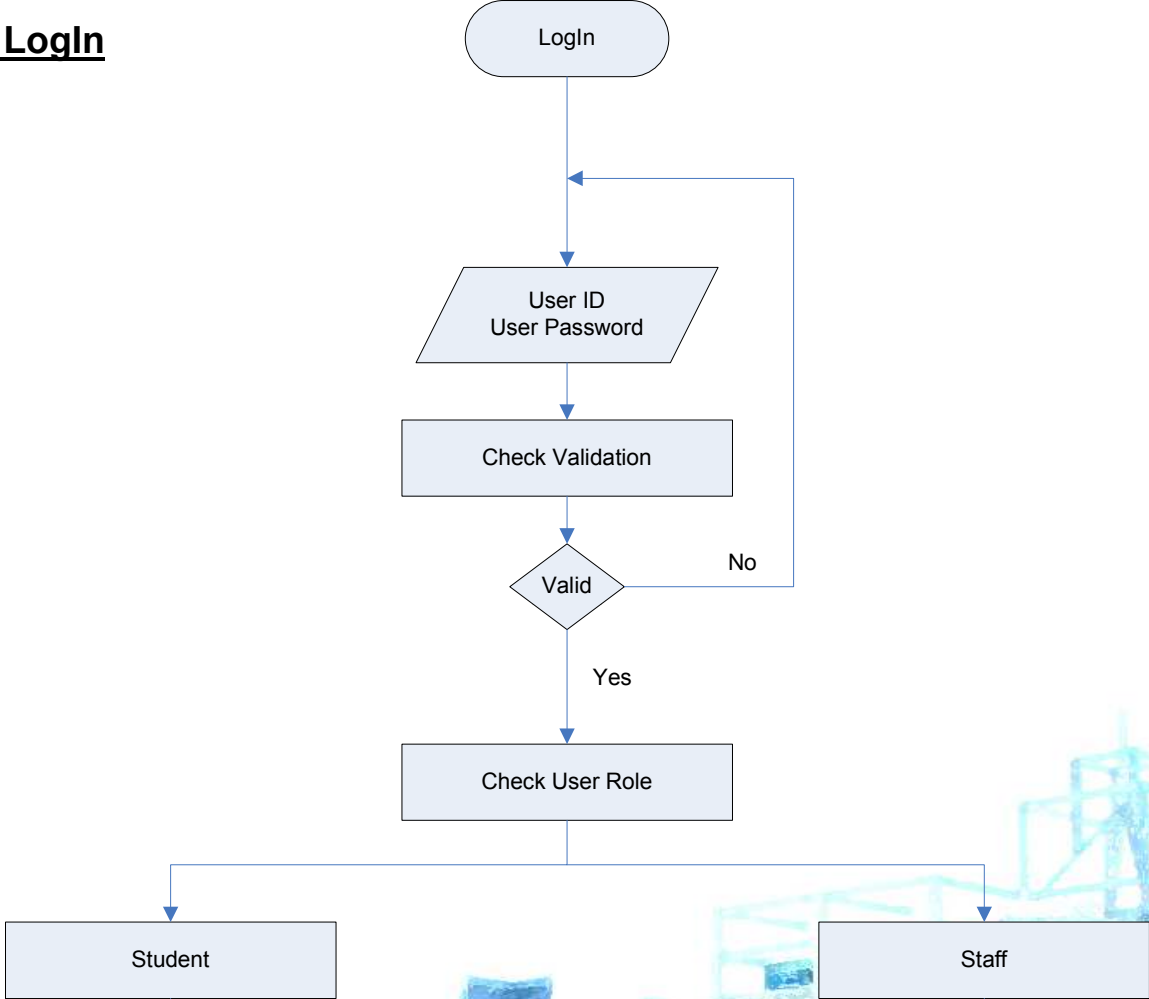 LogIn
LogIn
User ID
User Password
Check Validation
Valid
No
Yes
Check User Role
Student
Staff